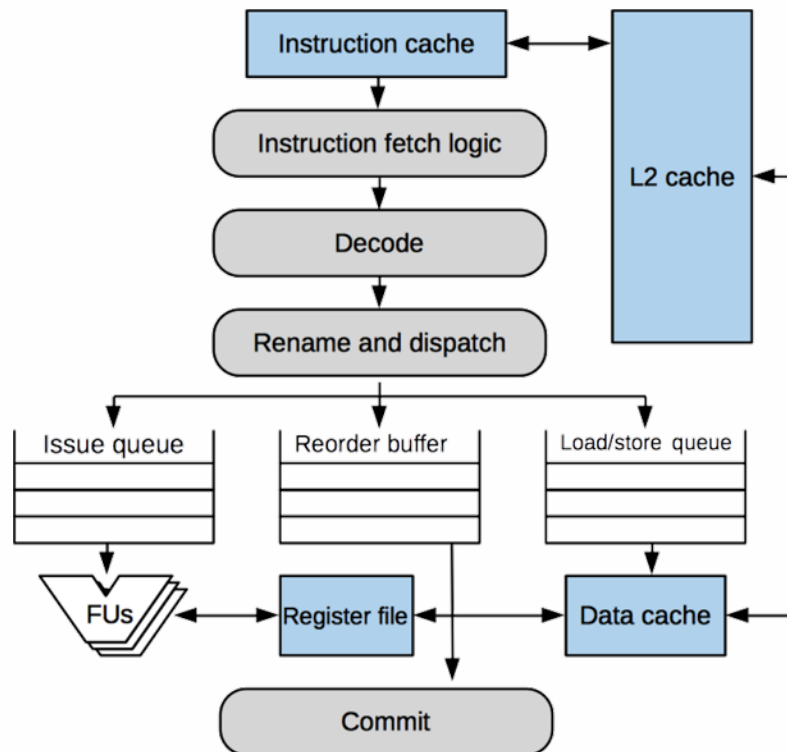 Instruction cache
Instruction fetch logic
L2 cache
Decode
Rename and dispatch
Issue queue
Reorder buffer
Load/store queue
FUs
Register file
Data cache
Commit